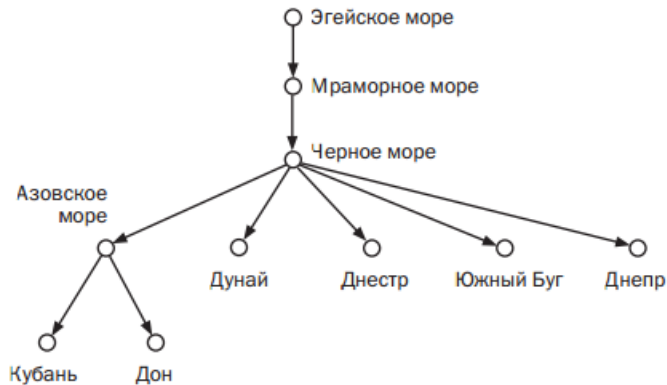 Эгейское море
Мраморное море
Черное море
Азовское
море
Дунай
Днестр
Южный Буг
Днепр
Кубань
Дон